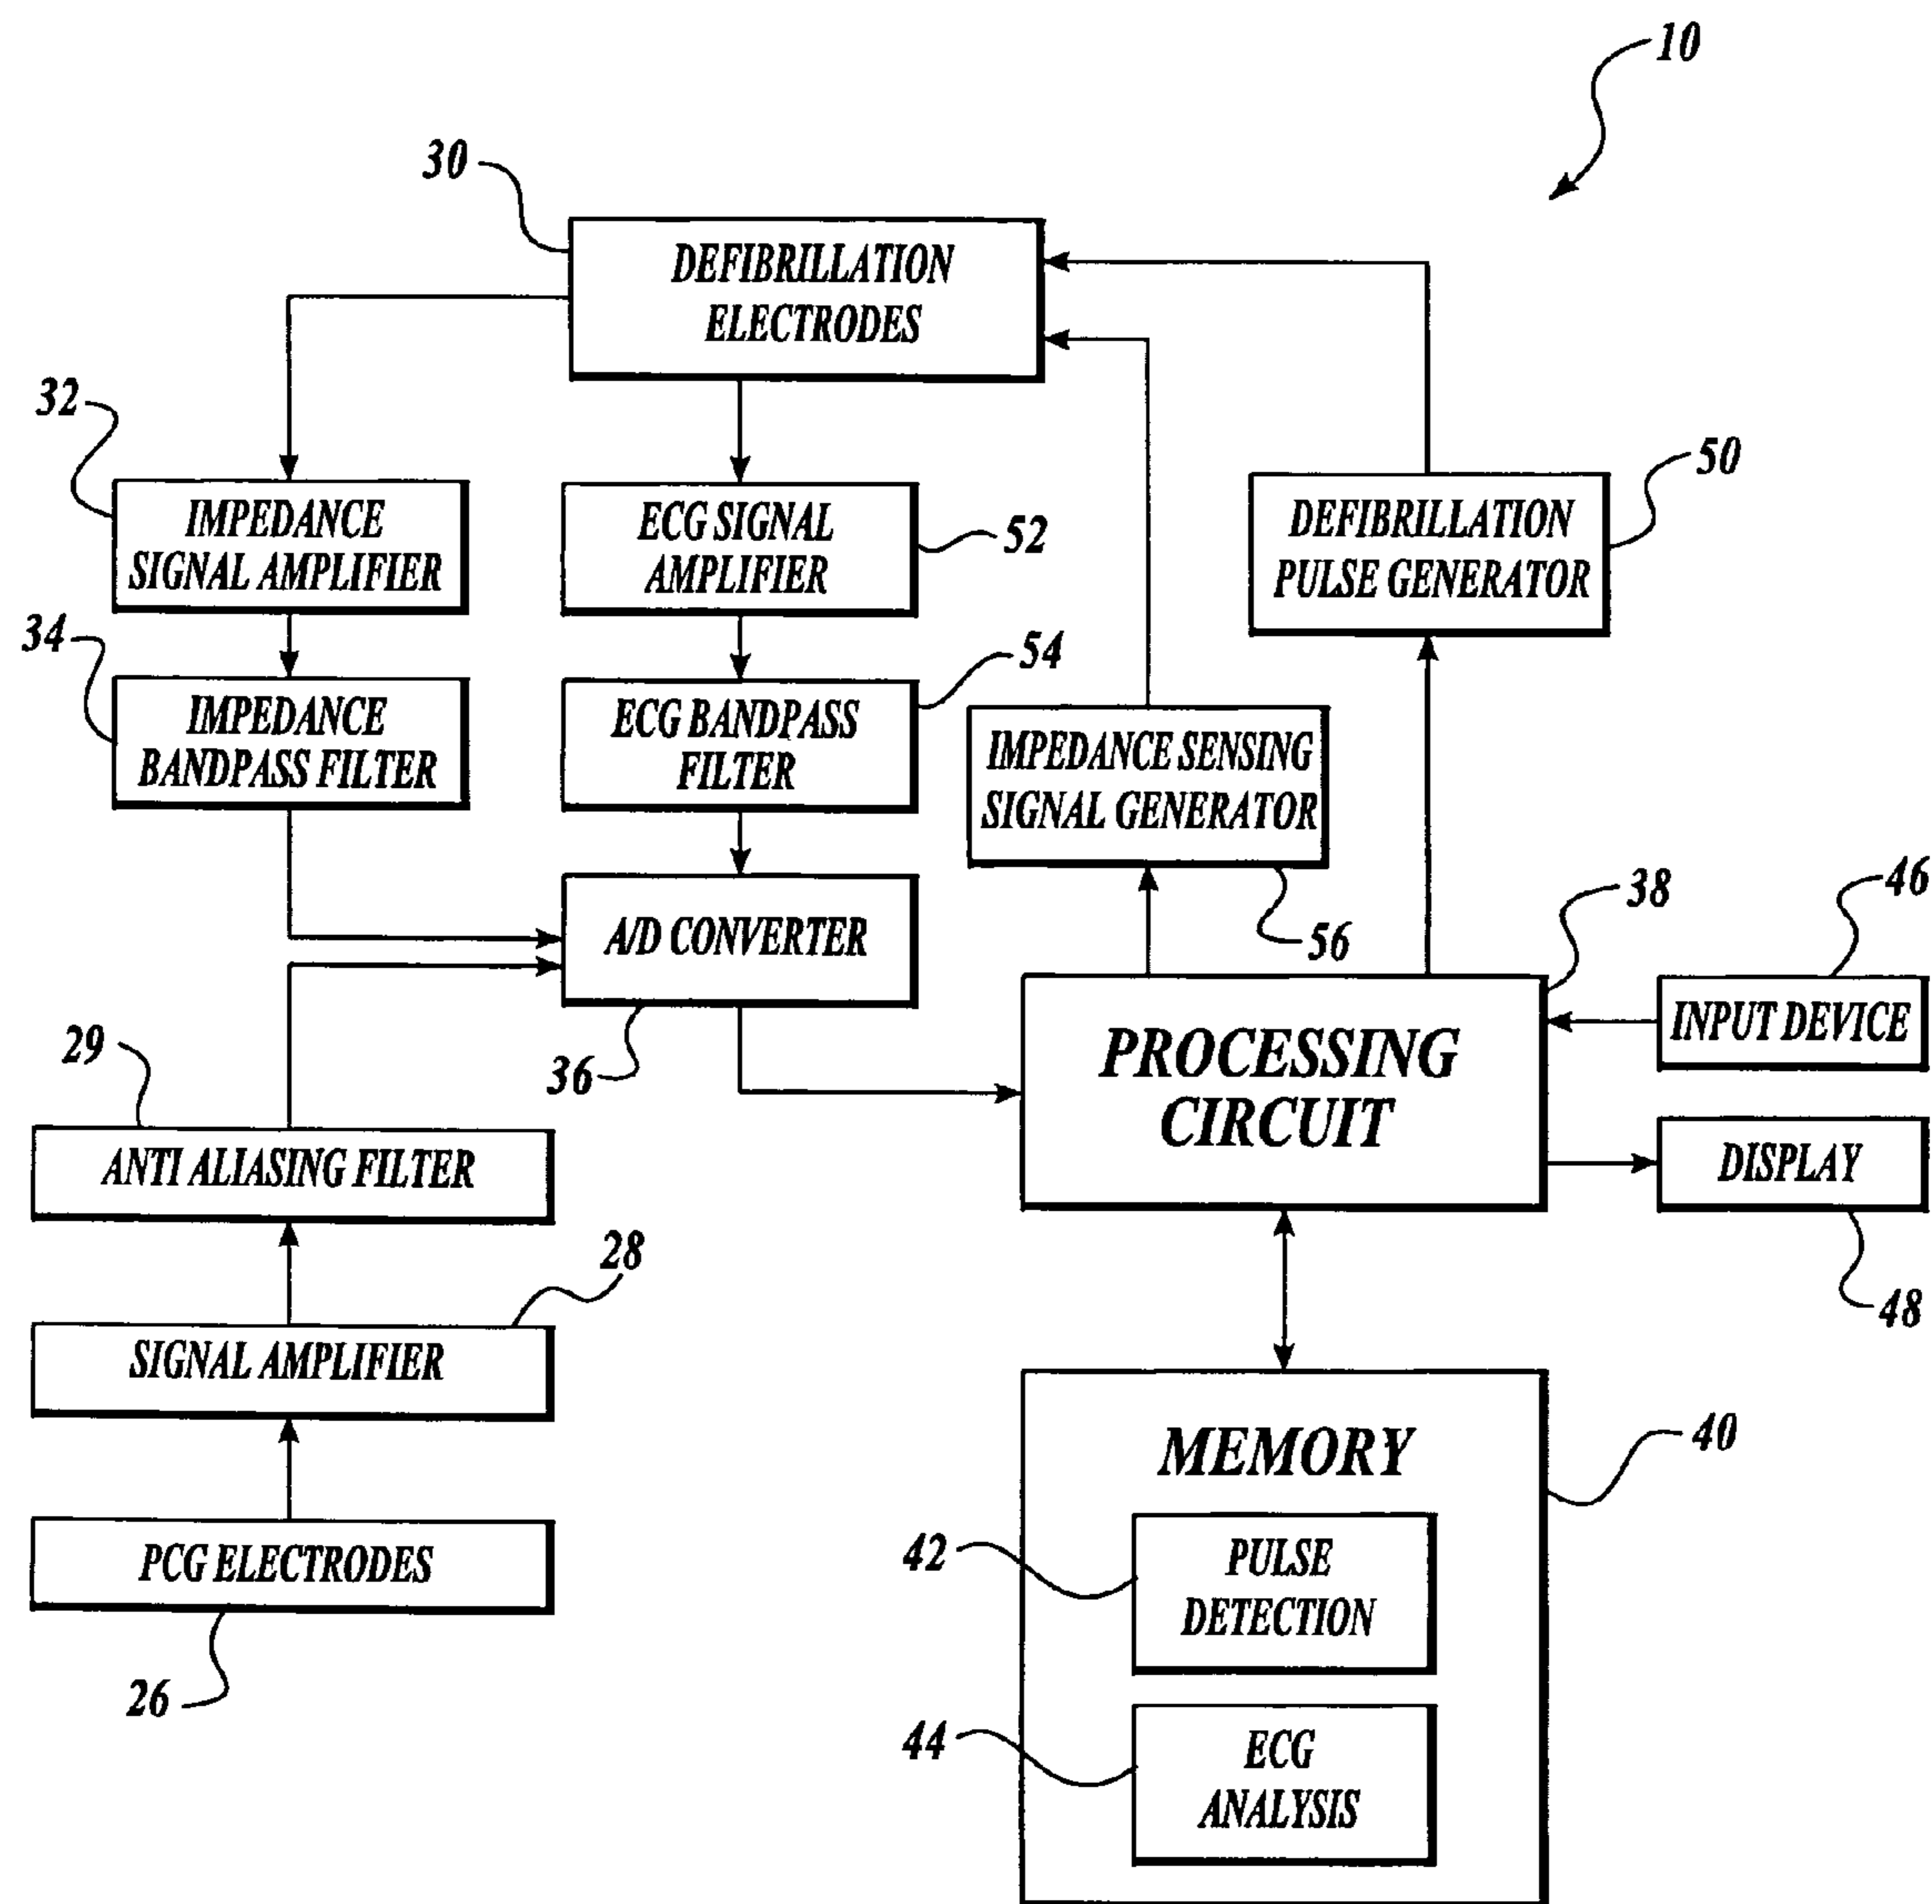 10
30
DEFIBRILLATION
ELECTRODES
32
IMPEDANCE
SIGNAL AMPLIFIER
ECG SIGNAL
AMPLIFIER
52
DEFIBRILLATION
PULSE GENERATOR
50
34
IMPEDANCE
BANDPASS FILTER
ECG BANDPASS
FILTER
54
IMPEDANCE SENSING
SIGNAL GENERATOR
56
A/D CONVERTER
36
38
46
PROCESSING
CIRCUIT
INPUT DEVICE
DISPLAY
48
29
ANTI ALIASING FILTER
28
SIGNAL AMPLIFIER
PCG ELECTRODES
26
MEMORY
40
42
PULSE
DETECTION
44
ECG
ANALYSIS